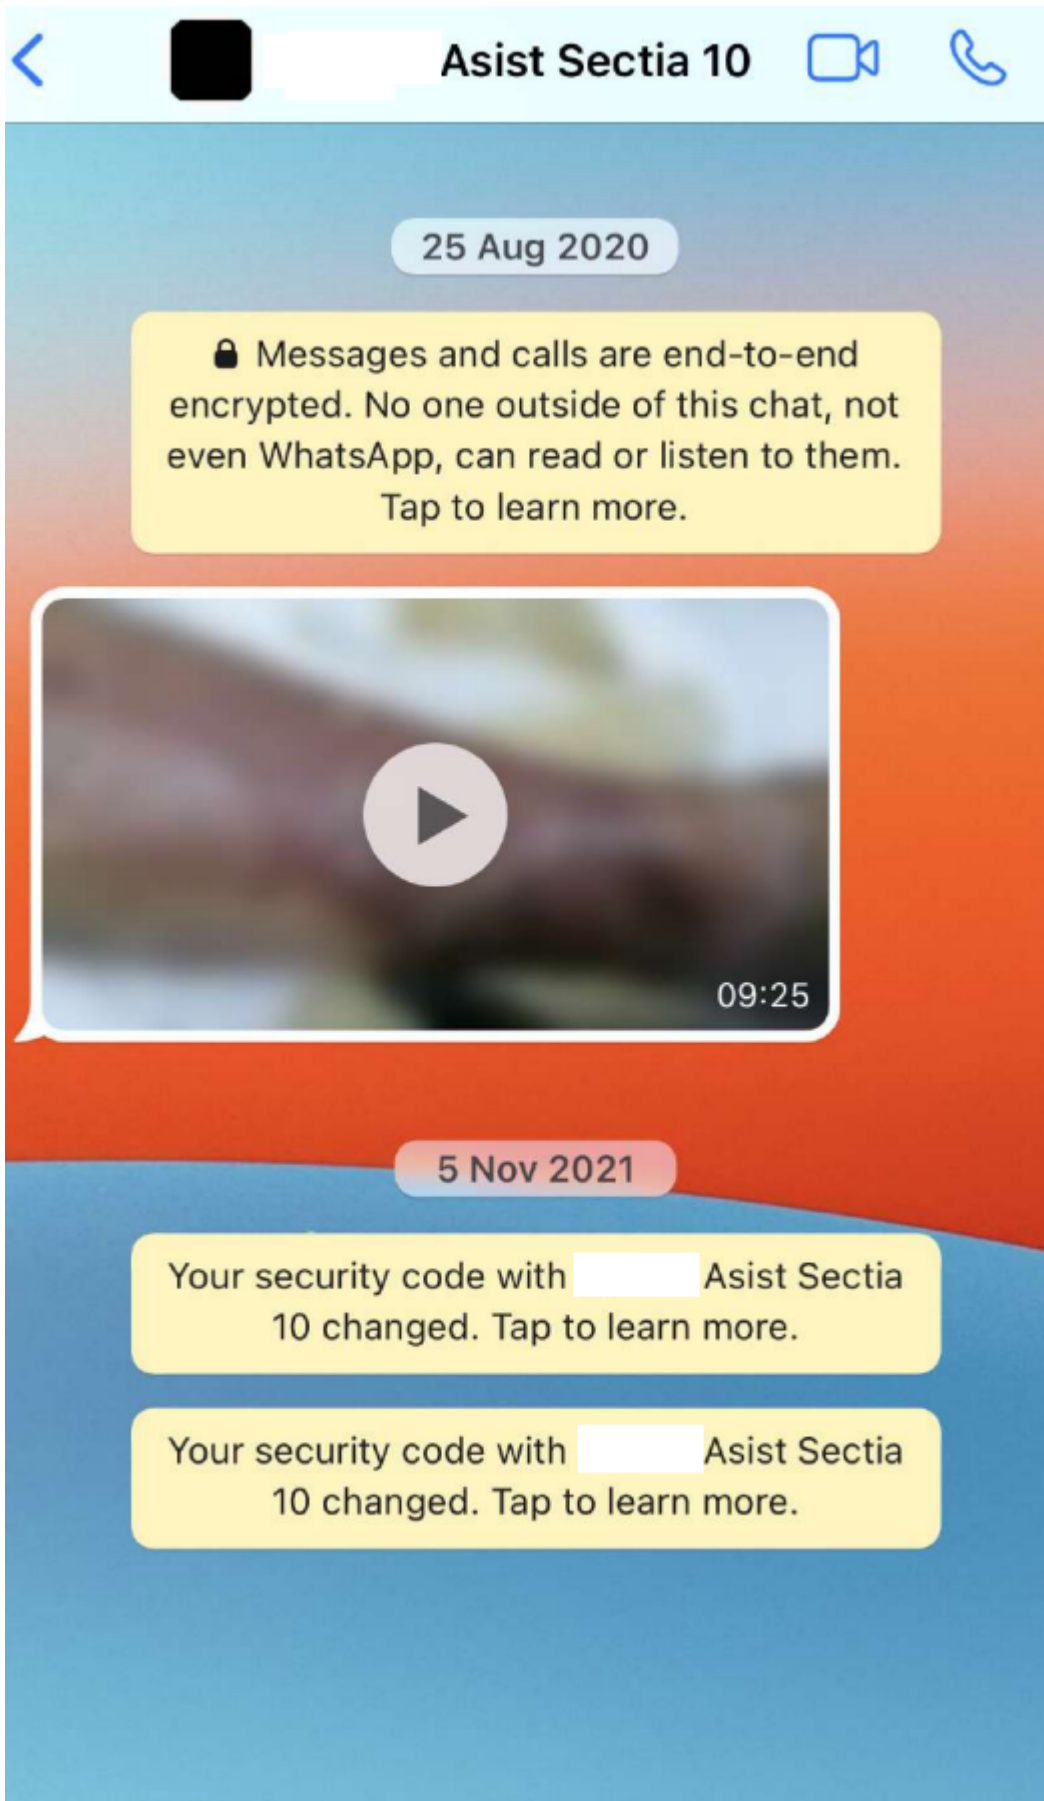 Asist Sectia 10
25 Aug 2020
Messages and calls are end-to-end
encrypted. No one outside of this chat, not
even WhatsApp, can read or listen to them.
Tap to learn more.
09:25
5 Nov 2021
Your security code with Asist Sectia
10 changed. Tap to learn more.
Your security code with Asist Sectia
10 changed. Tap to learn more.